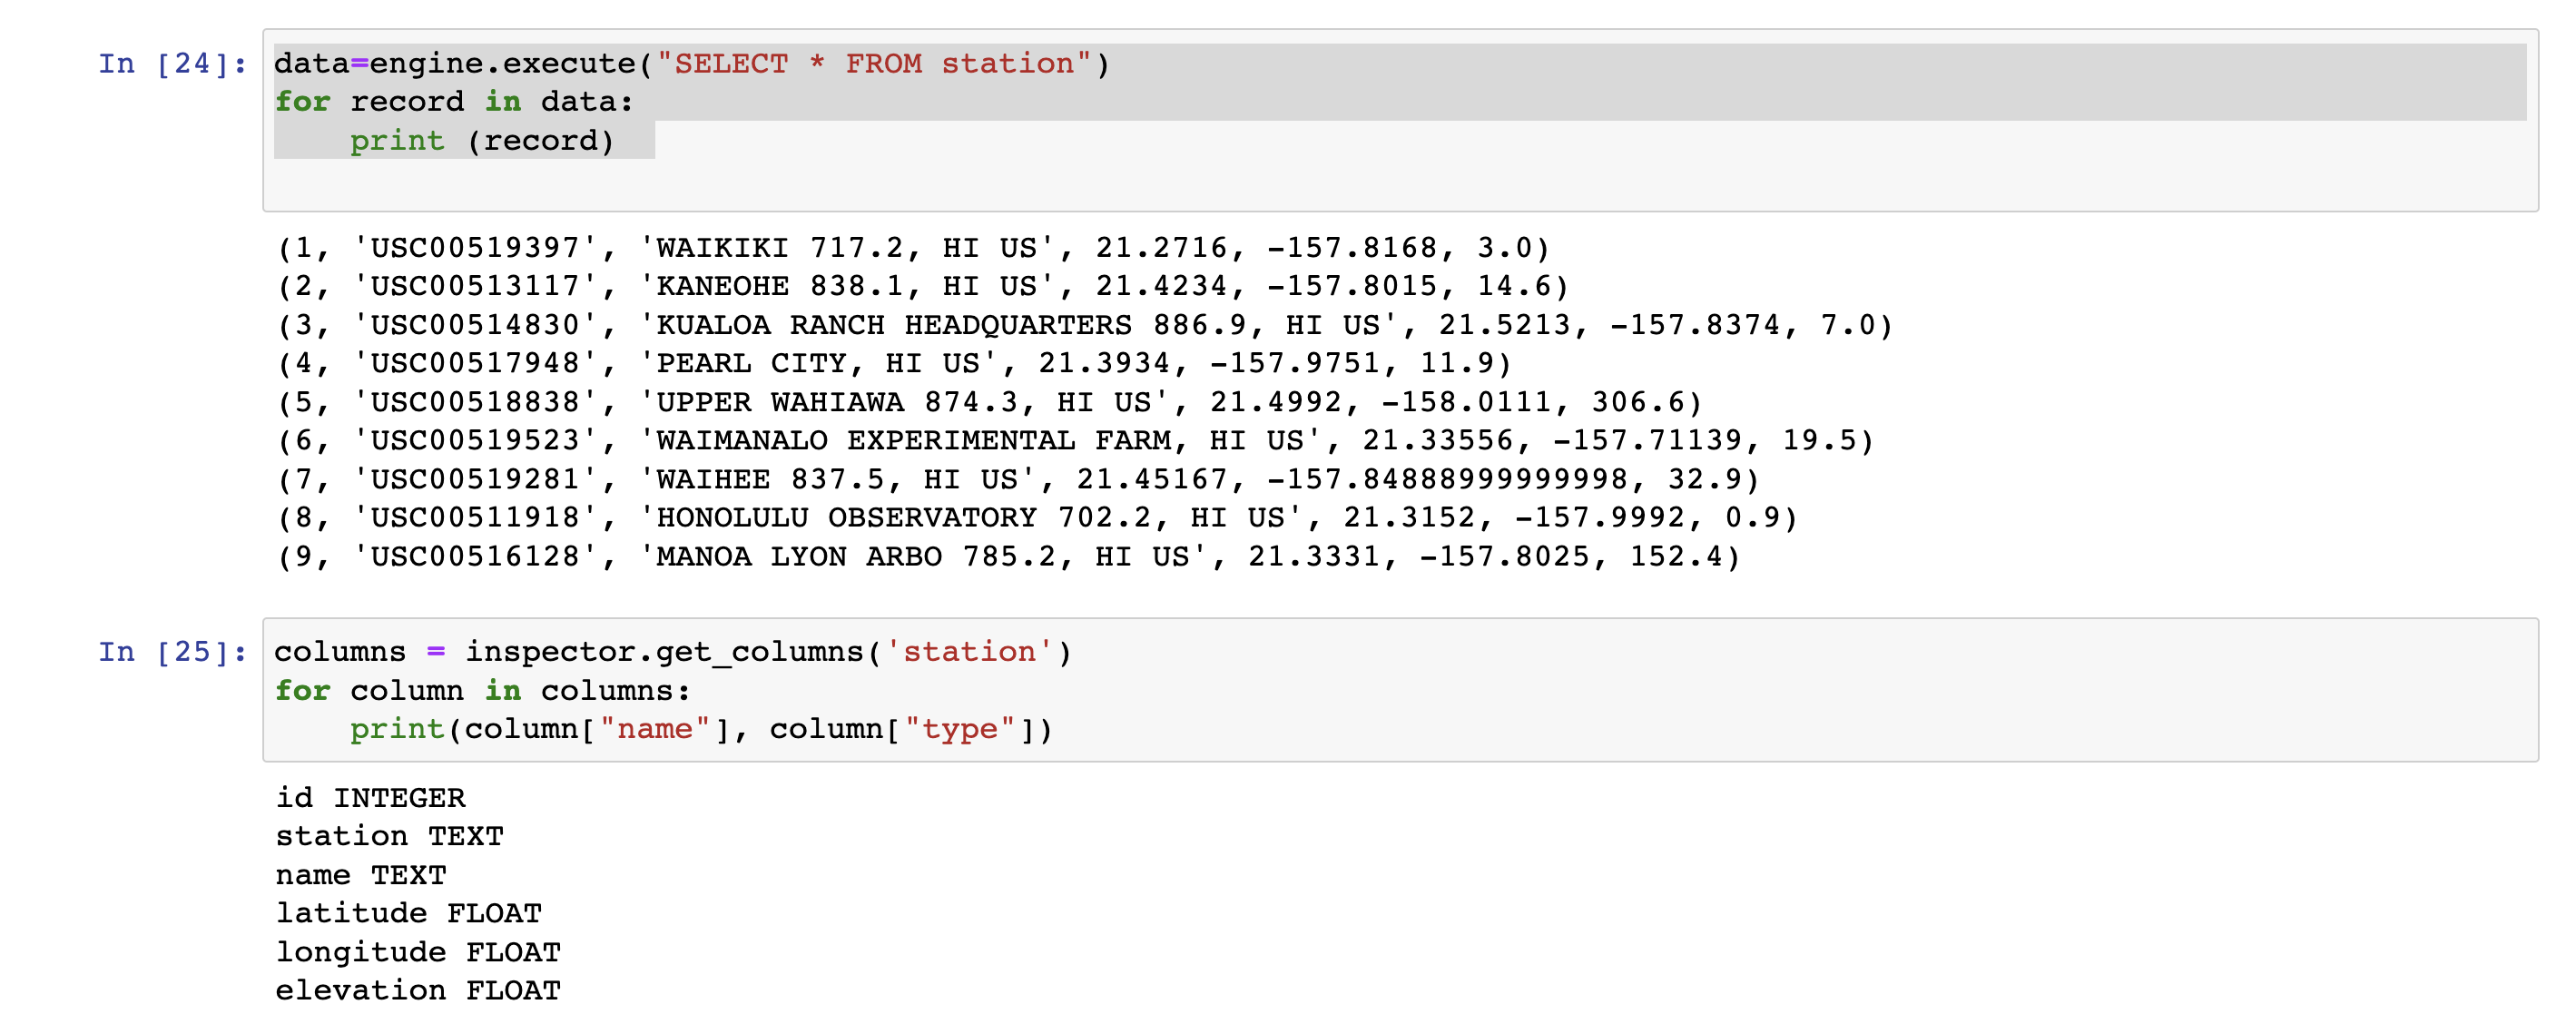 In [24]: data=engine.execute("SELECT * FROM station")
for record in data:
    print (record)
(1, 'USC00519397', 'WAIKIKI 717.2, HI US', 21.2716, -157.8168, 3.0)
(2, 'USC00513117', 'KANEOHE 838.1, HI US', 21.4234, -157.8015, 14.6)
(3, 'USC00514830', 'KUALOA RANCH HEADQUARTERS 886.9, HI US', 21.5213, -157.8374, 7.0)
(4, 'USC00517948', 'PEARL CITY, HI US', 21.3934, -157.9751, 11.9)
(5, 'USC00518838', 'UPPER WAHIAWA 874.3, HI US', 21.4992, -158.0111, 306.6)
(6, 'USC00519523', 'WAIMANALO EXPERIMENTAL FARM, HI US', 21.33556, -157.71139, 19.5)
(7, 'USC00519281', 'WAIHEE 837.5, HI US', 21.45167, -157.84888999999998, 32.9)
(8, 'USC00511918', 'HONOLULU OBSERVATORY 702.2, HI US', 21.3152, -157.9992, 0.9)
(9, 'USC00516128', 'MANOA LYON ARBO 785.2, HI US', 21.3331, -157.8025, 152.4)
In [25]: columns = inspector.get_columns('station')
for column in columns:
    print(column["name"], column["type"])
id INTEGER
station TEXT
name TEXT
latitude FLOAT
longitude FLOAT
elevation FLOAT